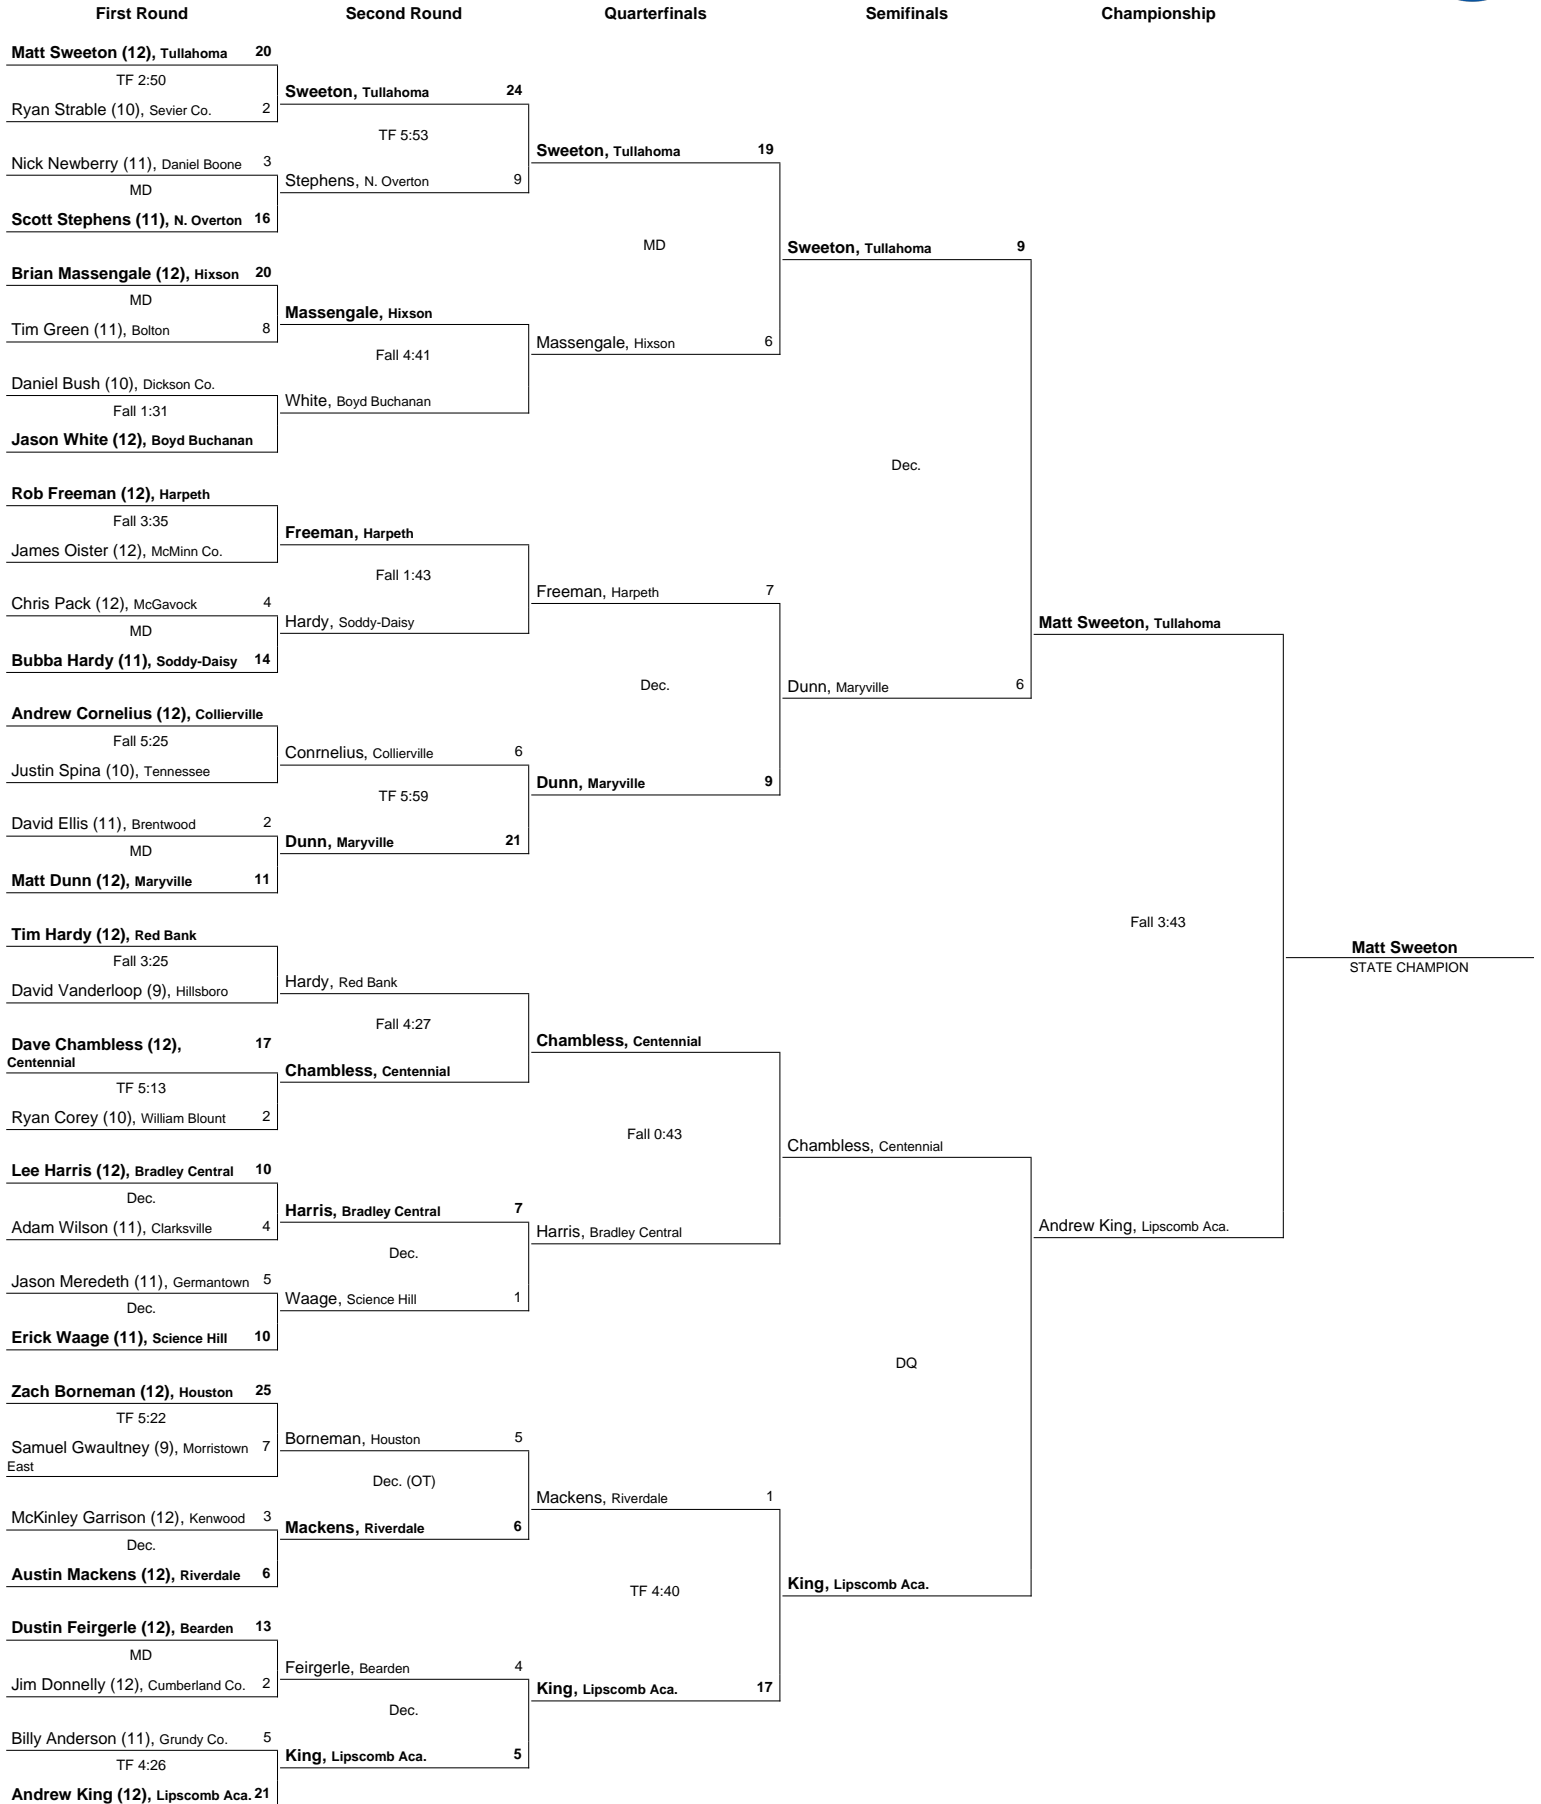 First Round Second Round Quarterfinals Semifinals Championship
Matt Sweeton (12), Tullahoma 20
TF 2:50
Ryan Strable (10), Sevier Co. 2
Nick Newberry (11), Daniel Boone 3
MD
Scott Stephens (11), N. Overton 16
Brian Massengale (12), Hixson 20
MD
Tim Green (11), Bolton 8
Daniel Bush (10), Dickson Co.
Fall 1:31
Jason White (12), Boyd Buchanan
Rob Freeman (12), Harpeth
Fall 3:35
James Oister (12), McMinn Co.
Chris Pack (12), McGavock 4
MD
Bubba Hardy (11), Soddy-Daisy 14
Andrew Cornelius (12), Collierville
Fall 5:25
Justin Spina (10), Tennessee
David Ellis (11), Brentwood 2
MD
Matt Dunn (12), Maryville 11
Tim Hardy (12), Red Bank
Fall 3:25
David Vanderloop (9), Hillsboro
Dave Chambless (12), 17
Centennial
TF 5:13
Ryan Corey (10), William Blount 2
Lee Harris (12), Bradley Central 10
Dec.
Adam Wilson (11), Clarksville 4
Jason Meredeth (11), Germantown 5
Dec.
Erick Waage (11), Science Hill 10
Zach Borneman (12), Houston 25
TF 5:22
Samuel Gwaultney (9), Morristown 7
East
McKinley Garrison (12), Kenwood 3
Dec.
Austin Mackens (12), Riverdale 6
Dustin Feirgerle (12), Bearden 13
MD
Jim Donnelly (12), Cumberland Co. 2
Billy Anderson (11), Grundy Co. 5
TF 4:26
Andrew King (12), Lipscomb Aca. 21
Sweeton, Tullahoma 24
TF 5:53
Stephens, N. Overton 9
Massengale, Hixson
Fall 4:41
White, Boyd Buchanan
Freeman, Harpeth
Fall 1:43
Hardy, Soddy-Daisy
Conrnelius, Collierville 6
TF 5:59
Dunn, Maryville 21
Hardy, Red Bank
Fall 4:27
Chambless, Centennial
Harris, Bradley Central 7
Dec.
Waage, Science Hill 1
Borneman, Houston 5
Dec. (OT)
Mackens, Riverdale 6
Feirgerle, Bearden 4
Dec.
King, Lipscomb Aca. 5
Sweeton, Tullahoma 19
MD
Massengale, Hixson 6
Freeman, Harpeth 7
Dec.
Dunn, Maryville 9
Chambless, Centennial
Fall 0:43
Harris, Bradley Central
Mackens, Riverdale 1
TF 4:40
King, Lipscomb Aca. 17
Sweeton, Tullahoma 9
Dec.
Dunn, Maryville 6
Chambless, Centennial
DQ
King, Lipscomb Aca.
Matt Sweeton, Tullahoma
Fall 3:43
Andrew King, Lipscomb Aca.
Matt Sweeton
STATE CHAMPION